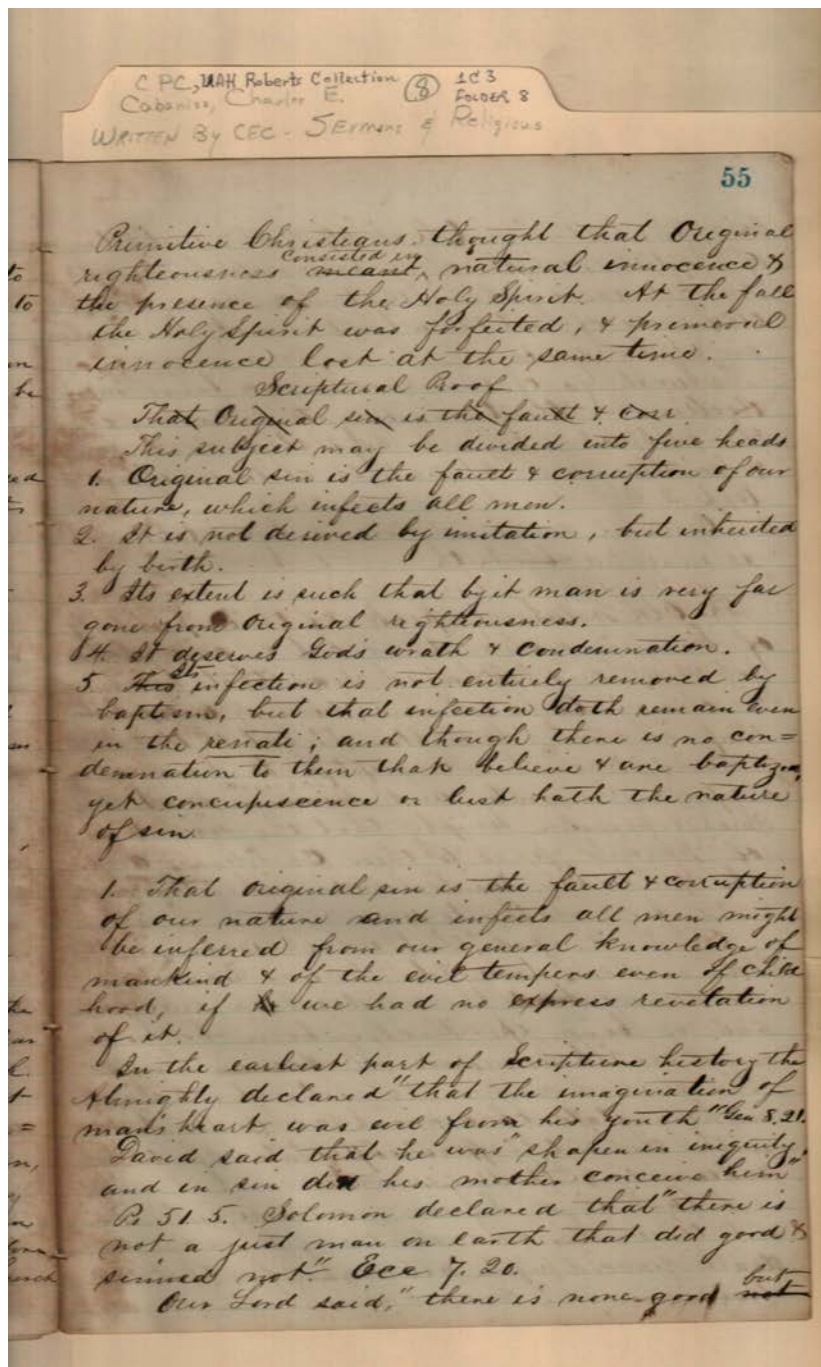 C PC, UAH Roberts Collection
Cabaniss, Charles E.
8
1C3
FOLDER 8
WRITTEN By CEC - SErmons & Religious
55
Primitive Christians thought that Original
righteousness meant consisted in natural innocence &
the presence of the Holy Spirit. At the fall
the Holy Spirit was forfeited, & primeval
innocence lost at the same time.
Scriptural Proof
That Original sin is the fault & corr
This subject may be divided into five heads
1. Original sin is the fault & corruption of our
nature, which infects all men.
2. It is not derived by imitation, but inherited
by birth.
3. Its extent is such that by it man is very far
gone from Original righteousness.
4. It deserves God's wrath & condemnation.
5 This Its infection is not entirely removed by
baptism, but that infection doth remain even
in the renati; and though there is no con=
demnation to them that believe & are baptized,
yet concupiscence or lust hath the nature
of sin.
1. That original sin is the fault & corruption
of our nature and infects all men might
be inferred from our general knowledge of
mankind & of the evil tempers even of child
hood, if we had no express revelation
of it.
In the earliest part of Scripture history the
Almighty declared "that the imagination of
man's heart was evil from his youth" Gen 8.21.
David said that he was "shapen in iniquity,
and in sin did his mother conceive him"
Ps 51 5. Solomon declared that "there is
not a just man on earth that did good &
sinned not." Ecc 7. 20.
Our Lord said, "there is none good not but
to
to
be